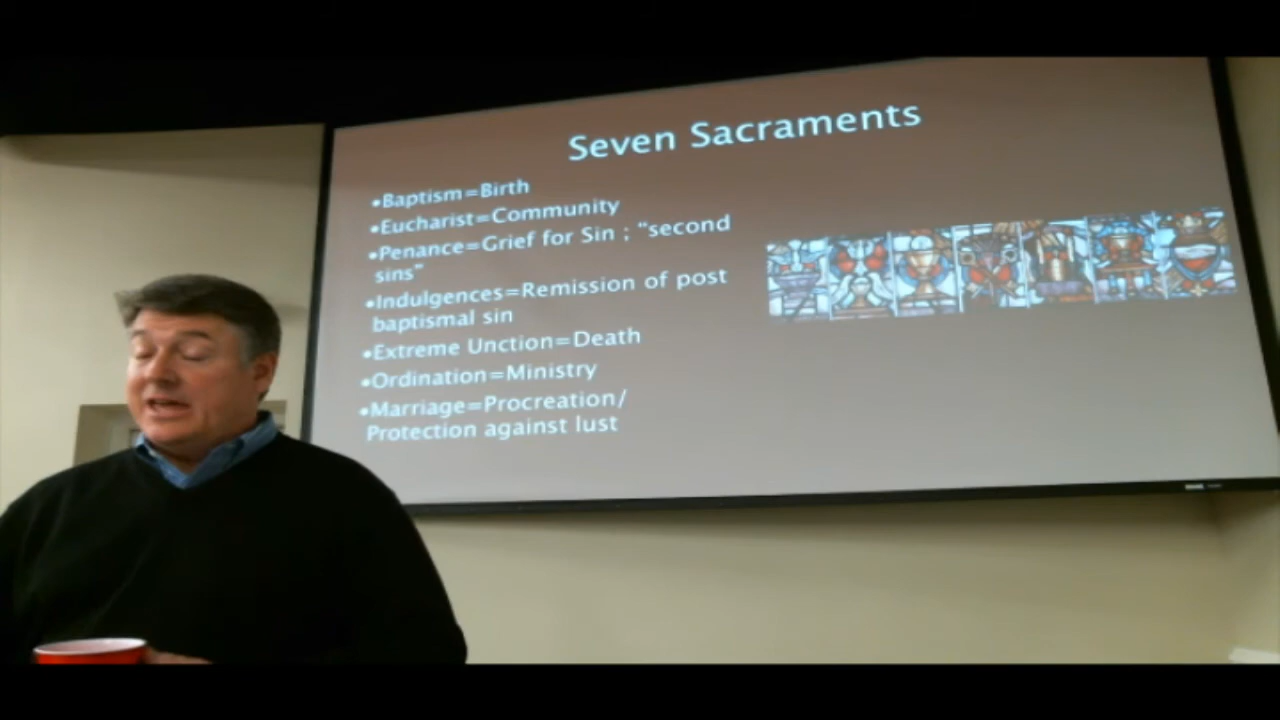 Seven Sacraments
•Baptism=Birth
•Eucharist=Community
•Penance=Grief for Sin ; "second
sins"
•Indulgences=Remission of post
baptismal sin
•Extreme Unction=Death
•Ordination=Ministry
•Marriage=Procreation/
Protection against lust